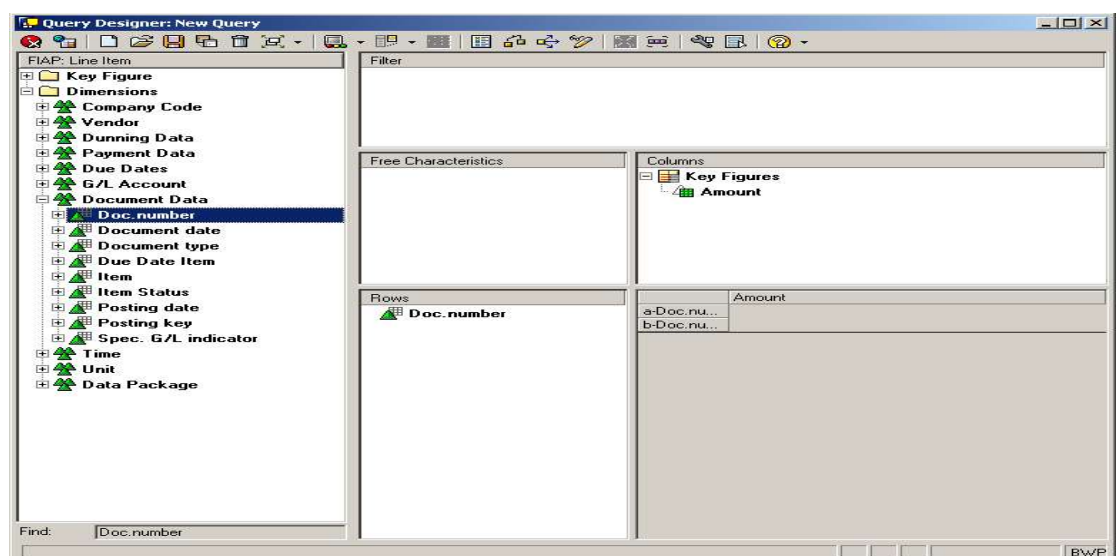 Query Designer: New Query
FIAP: Line Item
Key Figure
Dimensions
Company Code
Vendor
Dunning Data
Payment Data
Due Dates
G/L Account
Document Data
Doc.number
Document date
Document type
Due Date Item
Item
Item Status
Posting date
Posting key
Spec. G/L indicator
Time
Unit
Data Package
Find: Doc.number
Filter
Free Characteristics
Columns
Key Figures
Amount
Rows
Doc.number
Amount
a-Doc.nu...
b-Doc.nu...
BWP